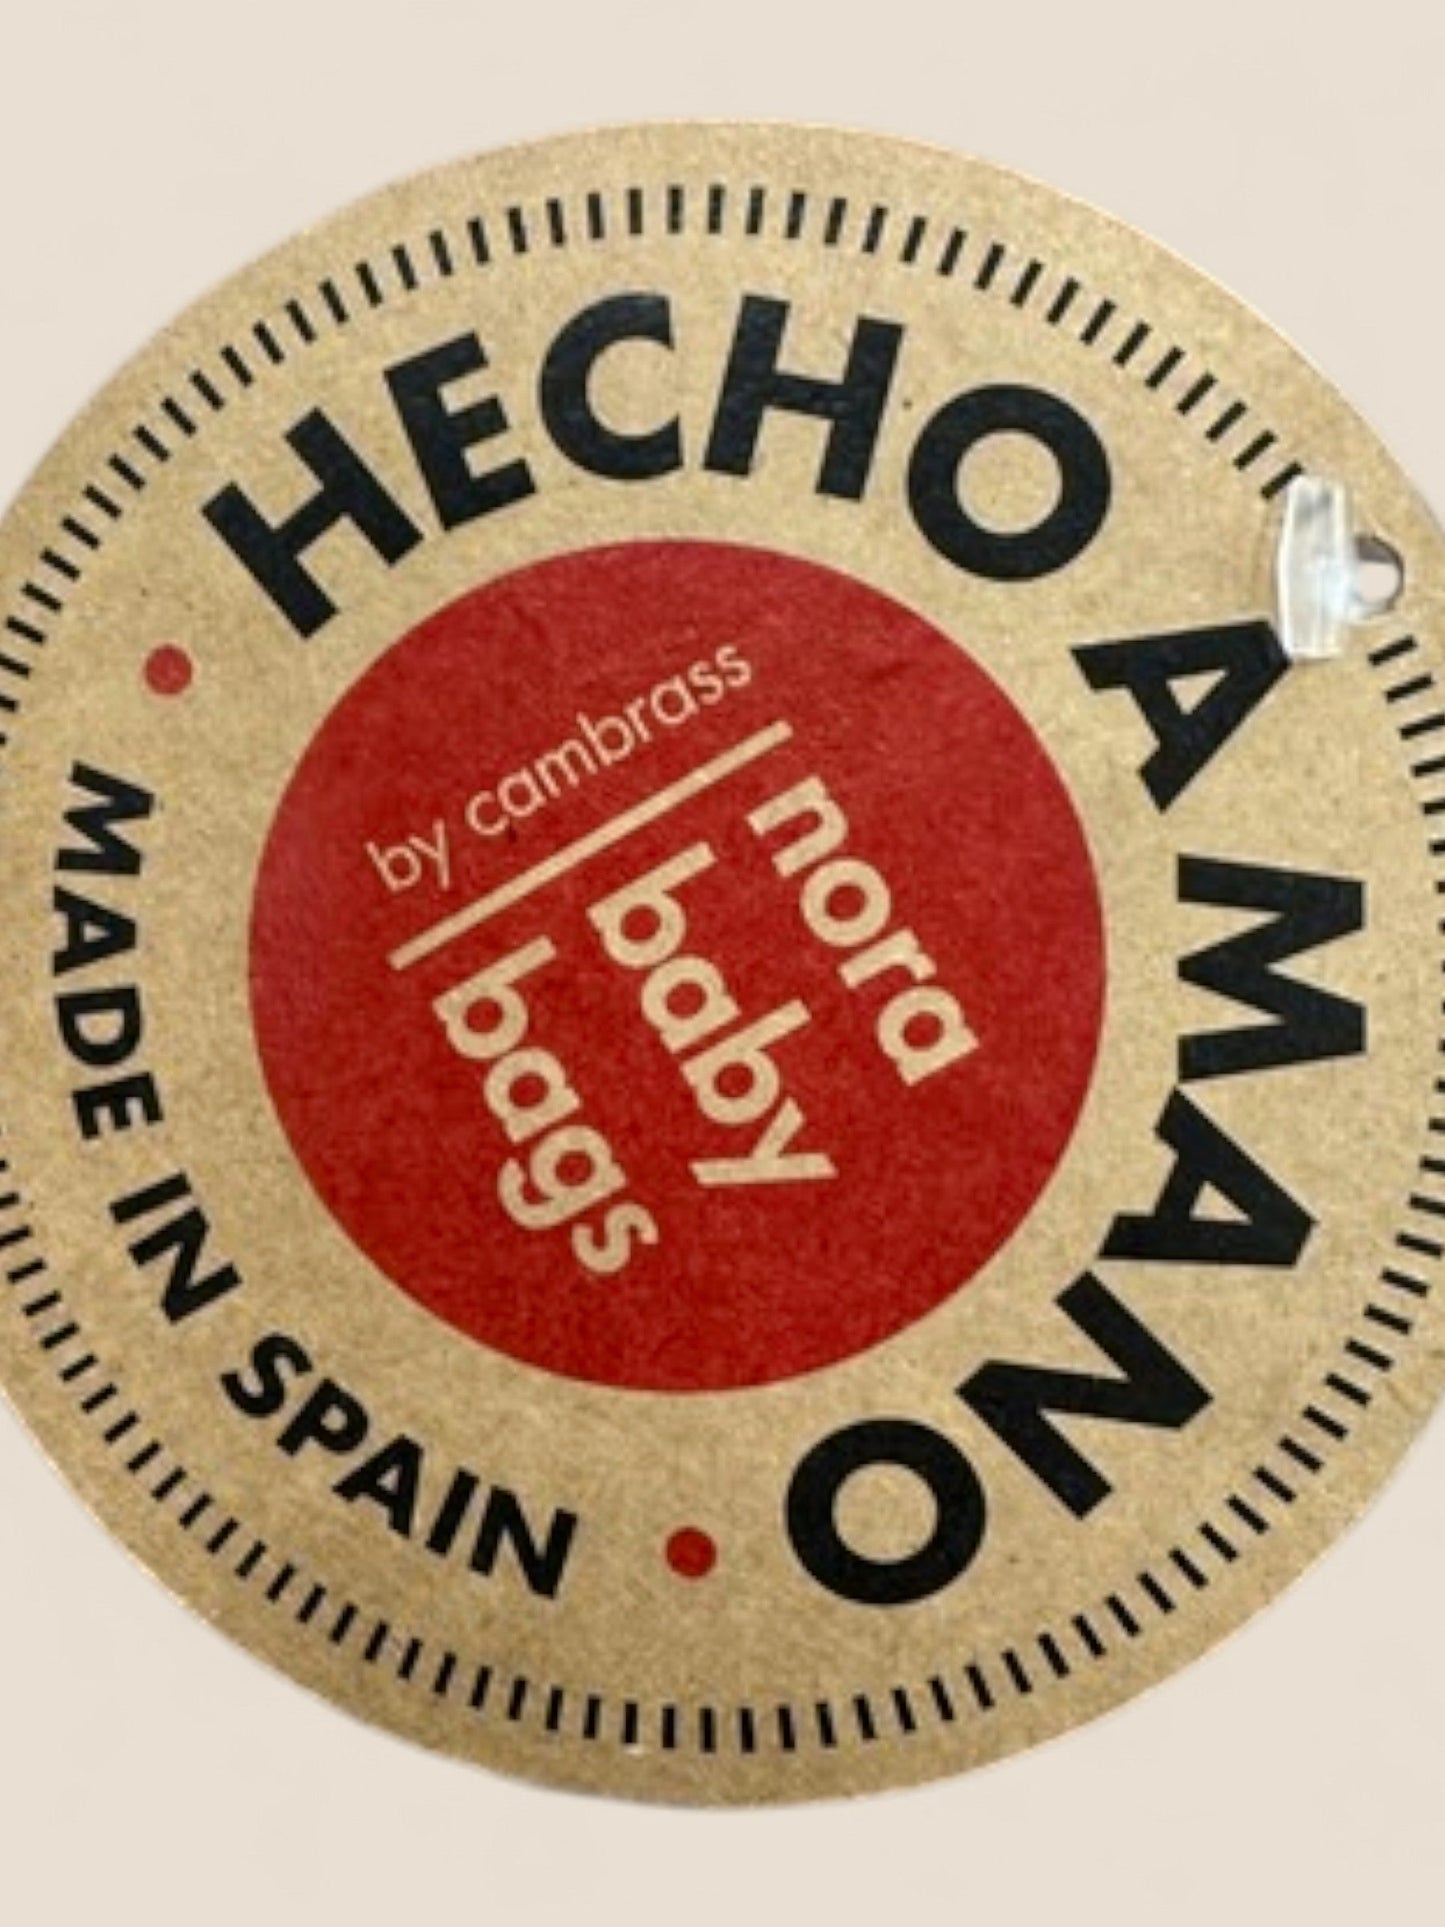 HECHO A MANO
MADE IN SPAIN
nora
baby
bags
by cambrass